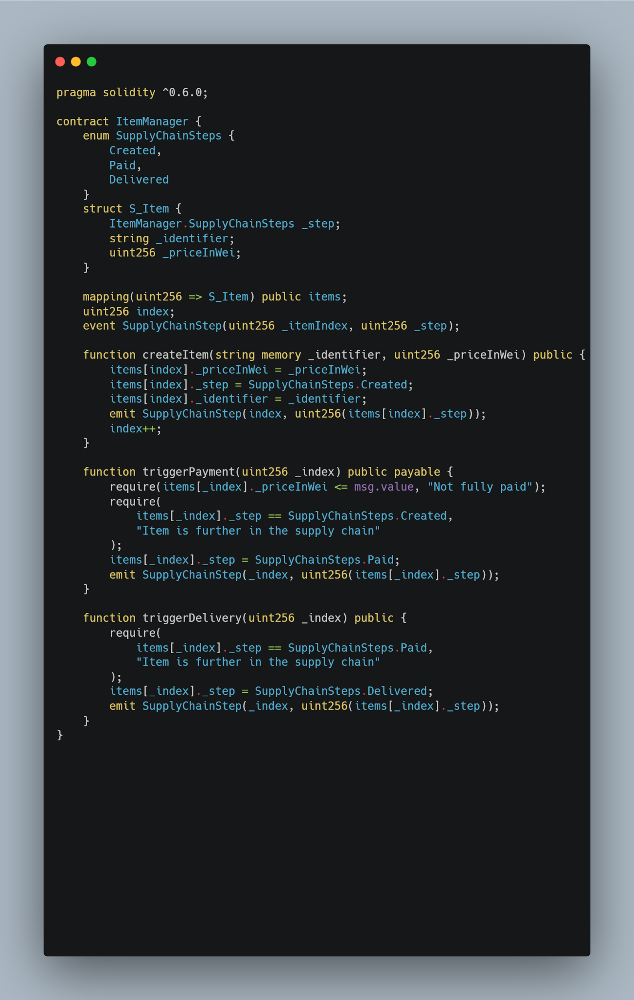 pragma solidity ^0.6.0;

contract ItemManager {
    enum SupplyChainSteps {
        Created,
        Paid,
        Delivered
    }
    struct S_Item {
        ItemManager.SupplyChainSteps _step;
        string _identifier;
        uint256 _priceInWei;
    }

    mapping(uint256 => S_Item) public items;
    uint256 index;
    event SupplyChainStep(uint256 _itemIndex, uint256 _step);

    function createItem(string memory _identifier, uint256 _priceInWei) public {
        items[index]._priceInWei = _priceInWei;
        items[index]._step = SupplyChainSteps.Created;
        items[index]._identifier = _identifier;
        emit SupplyChainStep(index, uint256(items[index]._step));
        index++;
    }

    function triggerPayment(uint256 _index) public payable {
        require(items[_index]._priceInWei <= msg.value, "Not fully paid");
        require(
            items[_index]._step == SupplyChainSteps.Created,
            "Item is further in the supply chain"
        );
        items[_index]._step = SupplyChainSteps.Paid;
        emit SupplyChainStep(_index, uint256(items[_index]._step));
    }

    function triggerDelivery(uint256 _index) public {
        require(
            items[_index]._step == SupplyChainSteps.Paid,
            "Item is further in the supply chain"
        );
        items[_index]._step = SupplyChainSteps.Delivered;
        emit SupplyChainStep(_index, uint256(items[_index]._step));
    }
}